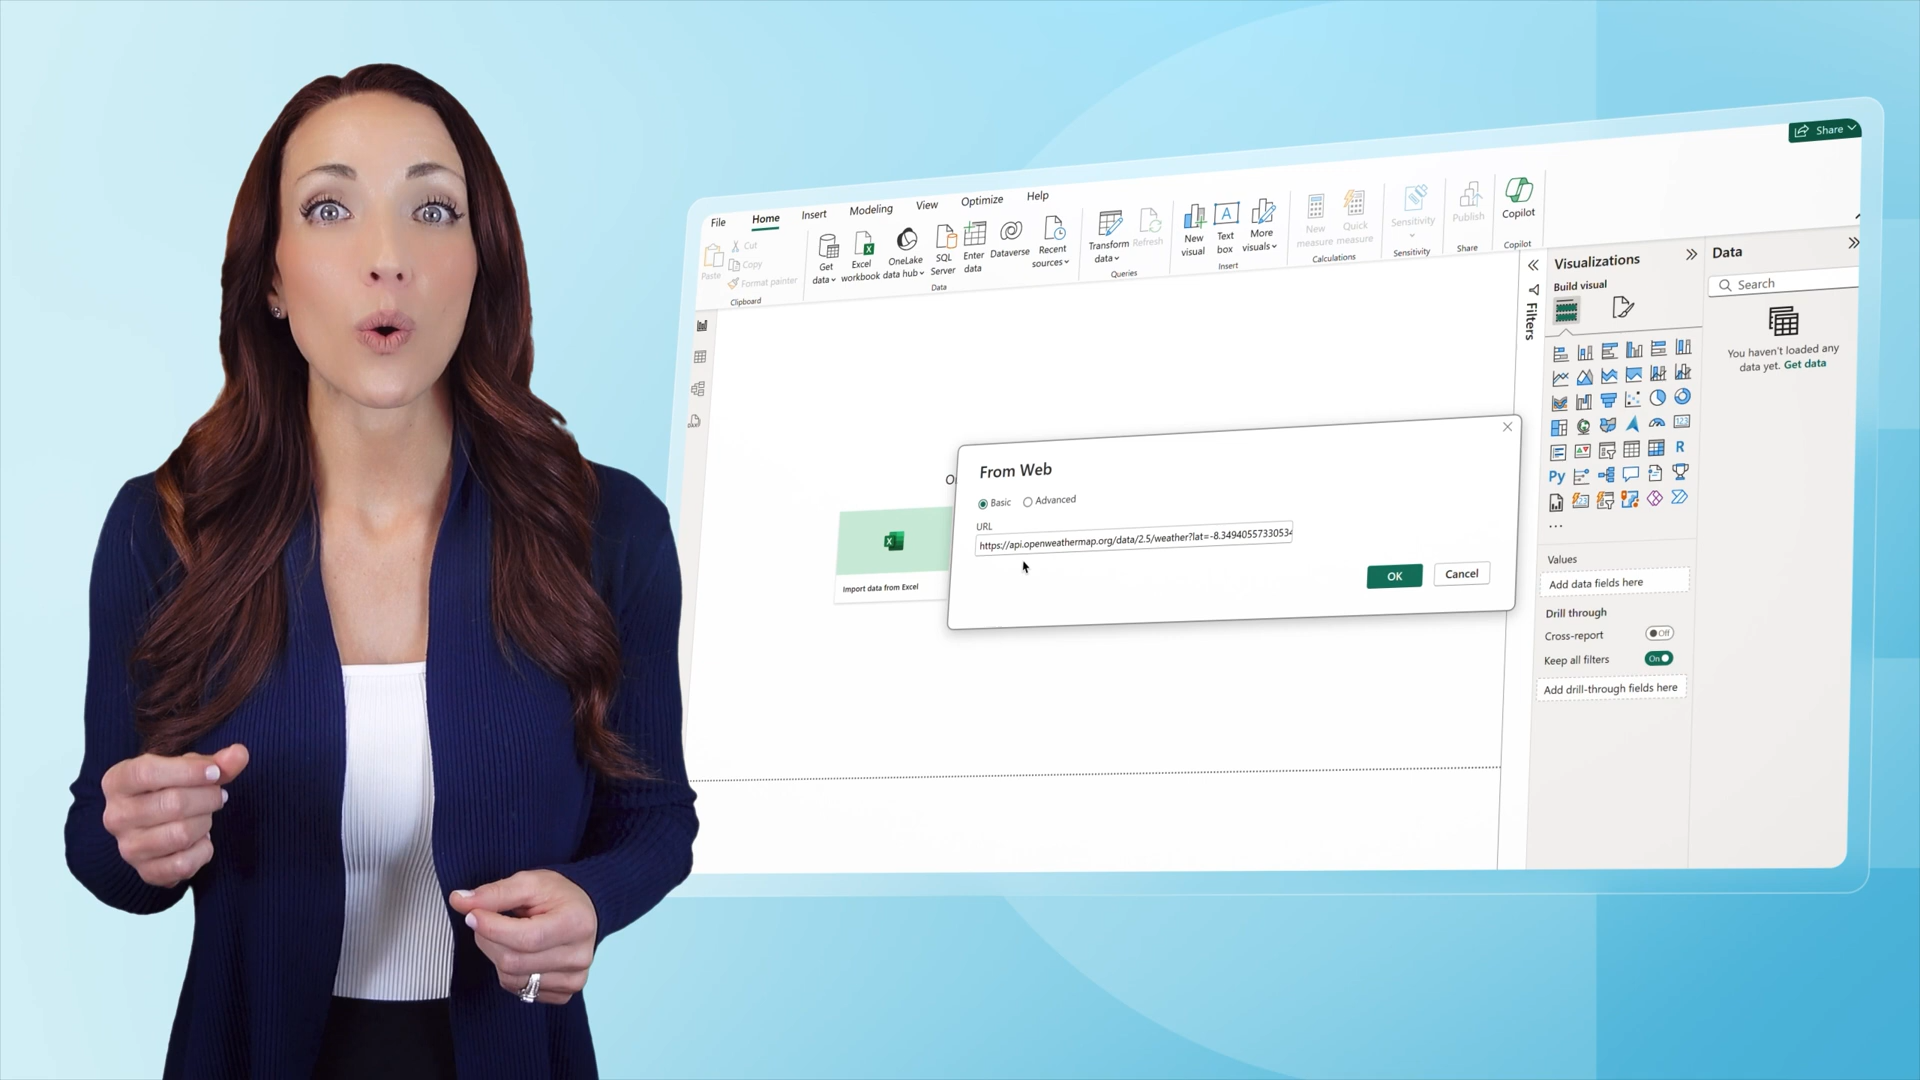 Share
File Home Insert Modeling View Optimize Help
Paste
Cut
Copy
Format painter
Clipboard
Get data
Excel workbook
OneLake data hub
SQL Server
Enter data
Dataverse
Recent sources
Data
Transform data
Refresh
Queries
New visual
Text box
More visuals
Insert
New measure
Quick measure
Calculations
Sensitivity
Sensitivity
Publish
Share
Copilot
Copilot
Import data from Excel
From Web
Basic Advanced
URL
https://api.openweathermap.org/data/2.5/weather?lat=-8.3494055733053
OK Cancel
Filters
Visualizations
Build visual
123
R
Py
...
Values
Add data fields here
Drill through
Cross-report Off
Keep all filters On
Add drill-through fields here
Data
Search
You haven't loaded any
data yet. Get data